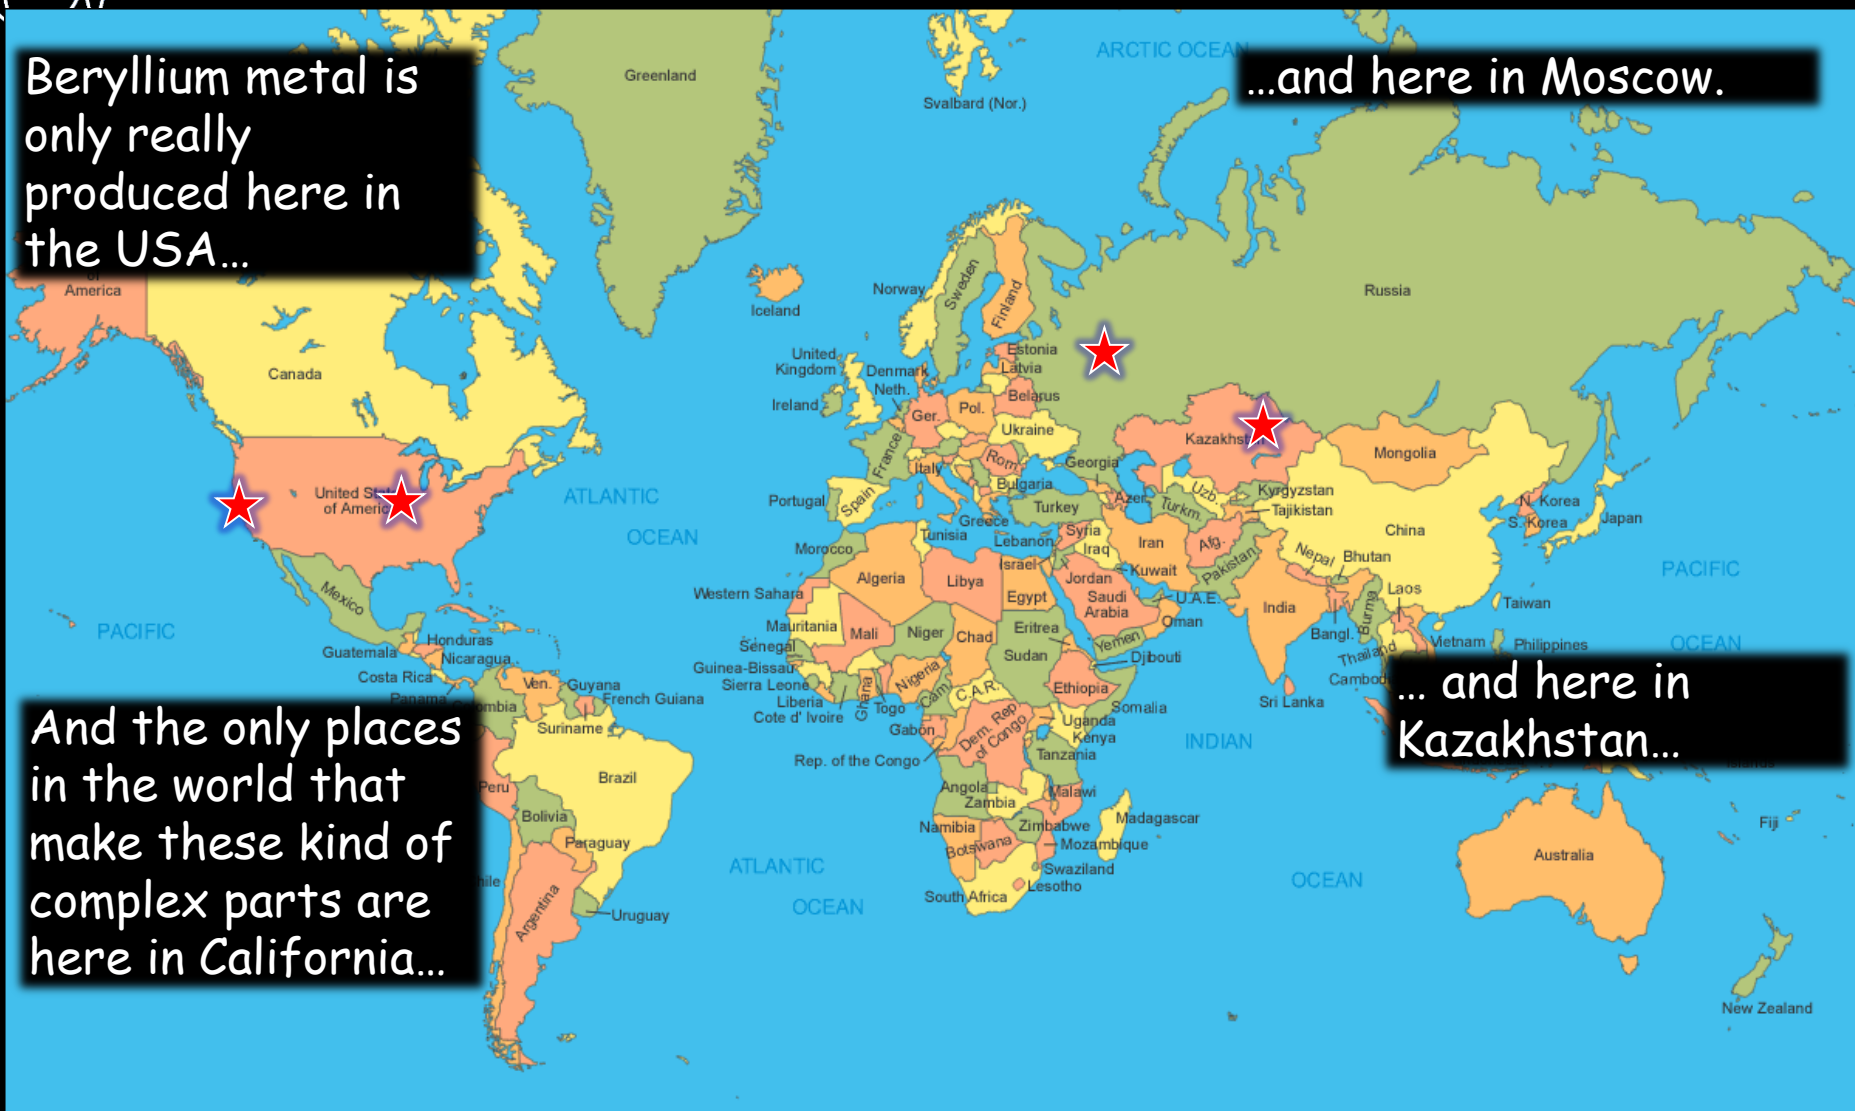 Beryllium metal is
only really
produced here in
the USA...
...and here in Moscow.
And the only places
in the world that
make these kind of
complex parts are
here in California...
... and here in
Kazakhstan...
ARCTIC OCEAN
Greenland
Svalbard (Nor.)
of
America
Canada
United
of America
Mexico
Guatemala
Honduras
Nicaragua
Costa Rica
Panama
Ven.
Guyana
French Guiana
Suriname
Brazil
Peru
Bolivia
Paraguay
Argentina
Uruguay
Iceland
Norway
Sweden
Finland
Russia
Estonia
Latvia
Belarus
United
Kingdom
Ireland
Denmark
Neth.
Ger.
Pol.
Ukraine
France
Italy
Rom.
Bulgaria
Georgia
Portugal
Spain
Greece
Turkey
Azer.
Kazakhstan
Uzb.
Turkm.
Kyrgyzstan
Tajikistan
Mongolia
China
N. Korea
S. Korea
Japan
Morocco
Tunisia
Lebanon
Syria
Iraq
Iran
Afg.
Pakistan
Nepal
Bhutan
Israel
Jordan
Kuwait
Western Sahara
Algeria
Libya
Egypt
Saudi
Arabia
U.A.E.
Oman
Yemen
India
Bangl.
Burma
Laos
Taiwan
Thailand
Vietnam
Philippines
Sri Lanka
Mauritania
Mali
Niger
Chad
Eritrea
Sudan
Djibouti
Sénegal
Guinea-Bissau
Sierra Leone
Liberia
Cote d' Ivoire
Ghana
Togo
Nigeria
Cam.
C.A.R.
Ethiopia
Somalia
Gabon
Rep. of the Congo
Dem. Rep.
of Congo
Uganda
Kenya
Tanzania
Angola
Zambia
Malawi
Namibia
Botswana
Zimbabwe
Mozambique
Madagascar
Swaziland
Lesotho
South Africa
Australia
Fiji
New Zealand
ATLANTIC
OCEAN
PACIFIC
PACIFIC
OCEAN
INDIAN
OCEAN
ATLANTIC
OCEAN